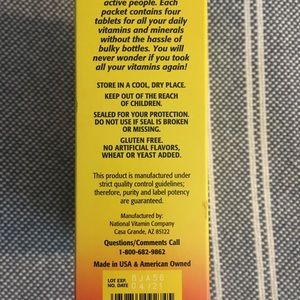 active people. Each
packet contains four
tablets for all your daily
vitamins and minerals
without the hassle of
bulky bottles. You will
never wonder if you took
all your vitamins again!
STORE IN A COOL, DRY PLACE.
KEEP OUT OF THE REACH
OF CHILDREN.
SEALED FOR YOUR PROTECTION.
DO NOT USE IF SEAL IS BROKEN
OR MISSING.
GLUTEN FREE.
NO ARTIFICIAL FLAVORS,
WHEAT OR YEAST ADDED.
This product is manufactured under
strict quality control guidelines;
therefore, purity and label potency
are guaranteed.
Manufactured by:
National Vitamin Company
Casa Grande, AZ 85122
Questions/Comments Call
1-800-682-9862
Made in USA & American Owned
LOT EXP.
NO. DATE
04/21